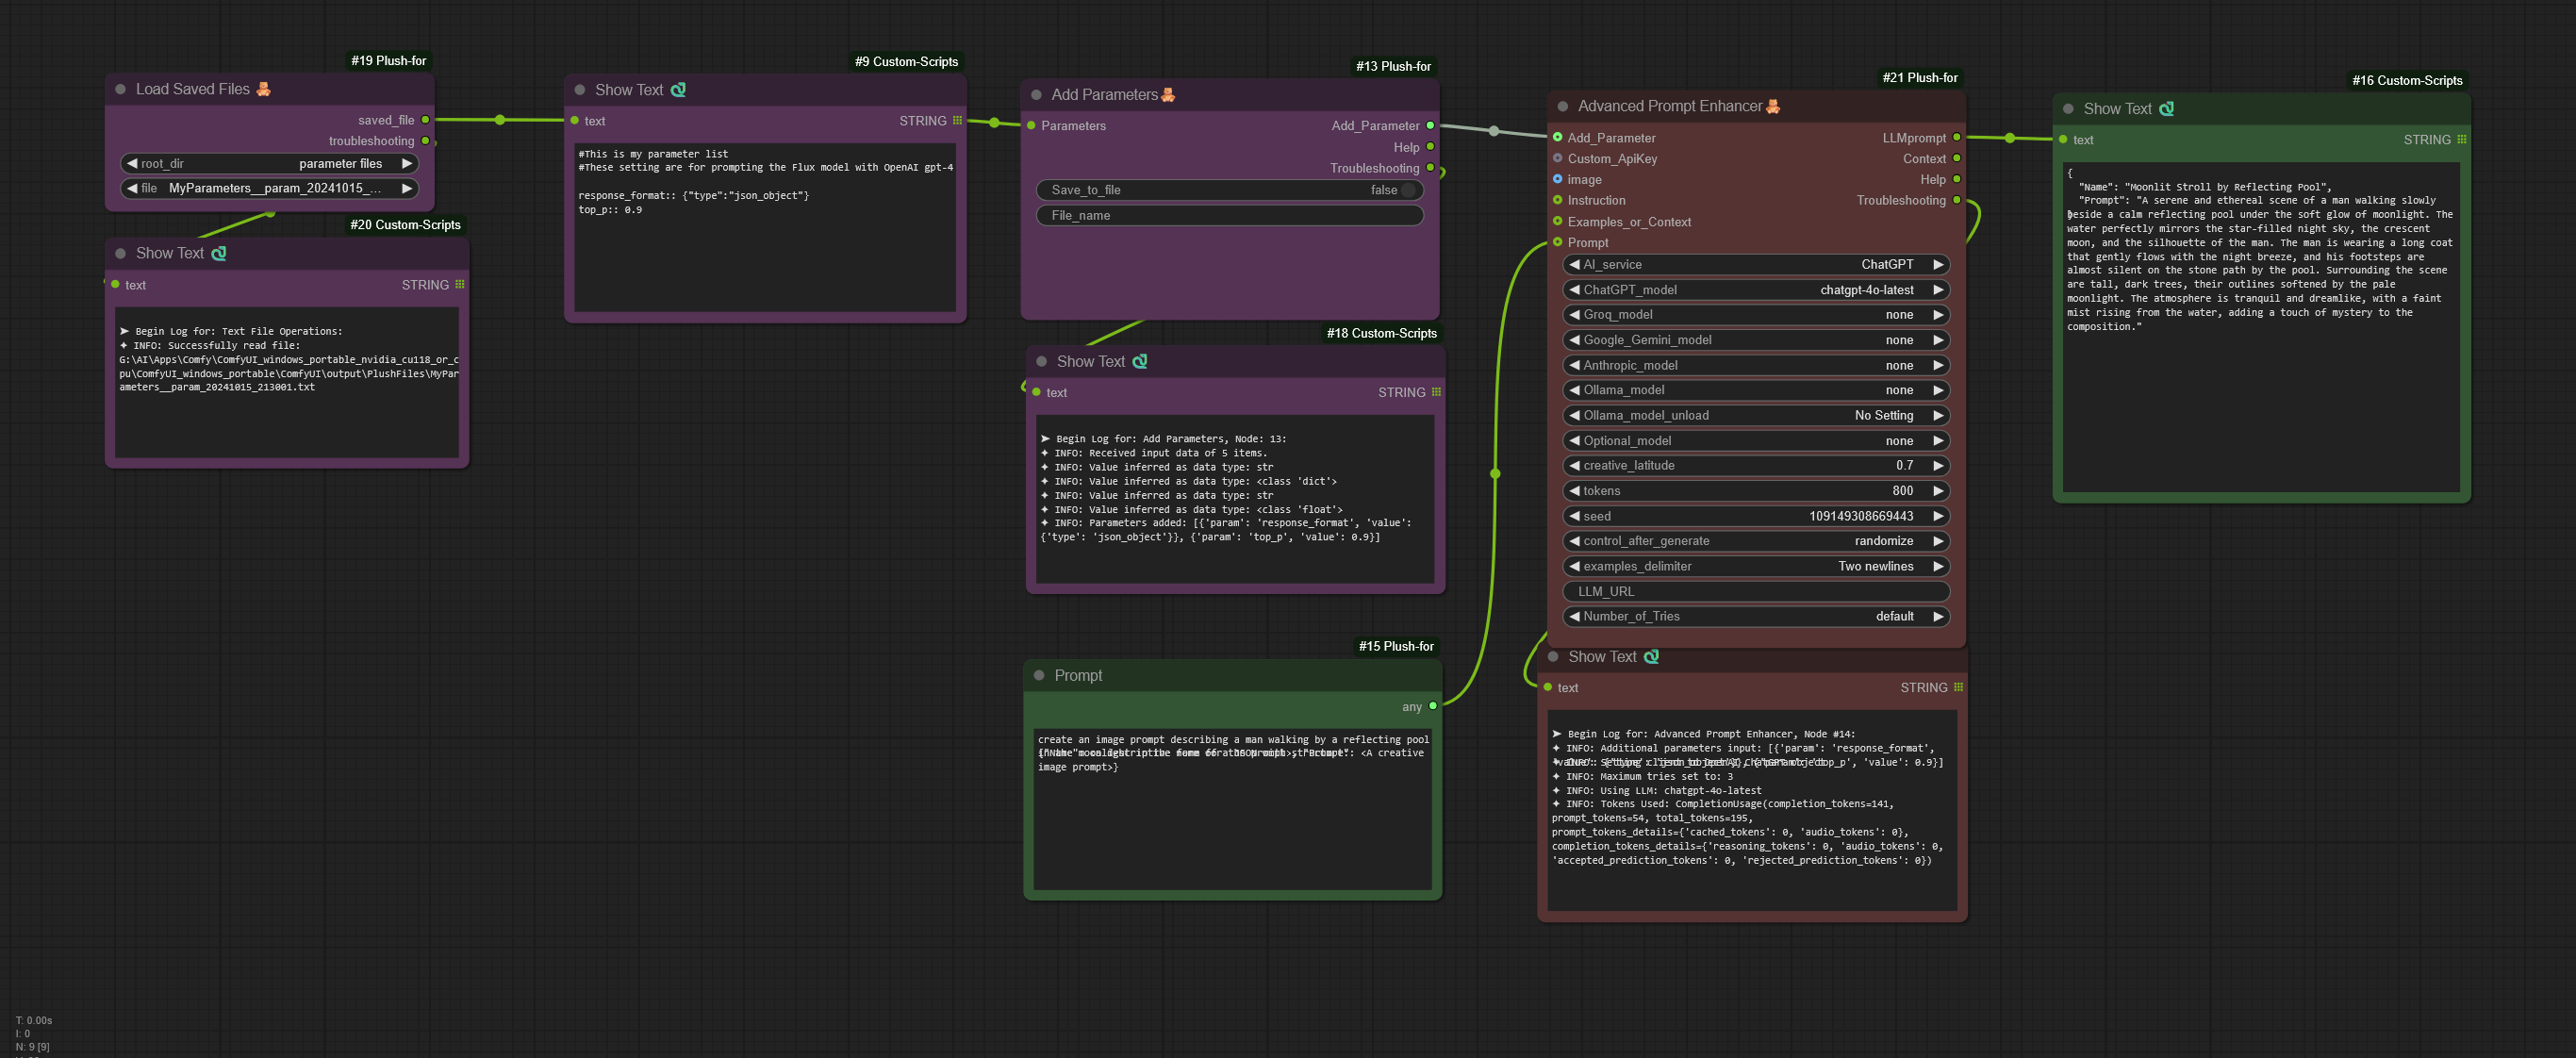 #19 Plush-for
Load Saved Files
saved_file
troubleshooting
root_dir parameter files
file MyParameters__param_20241015_...
#20 Custom-Scripts
Show Text
text STRING
➤ Begin Log for: Text File Operations:
✦ INFO: Successfully read file:
G:\AI\Apps\Comfy\ComfyUI_windows_portable_nvidia_cu118_or_c
pu\ComfyUI_windows_portable\ComfyUI\output\PlushFiles\MyPar
ameters__param_20241015_213001.txt
#9 Custom-Scripts
Show Text
text STRING
#This is my parameter list
#These setting are for prompting the Flux model with OpenAI gpt-4
response_format:: {"type":"json_object"}
top_p:: 0.9
#13 Plush-for
Add Parameters
Parameters Add_Parameter
Help
Troubleshooting
Save_to_file false
File_name
#18 Custom-Scripts
Show Text
text STRING
➤ Begin Log for: Add Parameters, Node: 13:
✦ INFO: Received input data of 5 items.
✦ INFO: Value inferred as data type: str
✦ INFO: Value inferred as data type: <class 'dict'>
✦ INFO: Value inferred as data type: str
✦ INFO: Value inferred as data type: <class 'float'>
✦ INFO: Parameters added: [{'param': 'response_format', 'value':
{'type': 'json_object'}}, {'param': 'top_p', 'value': 0.9}]
#15 Plush-for
Prompt
any
create an image prompt describing a man walking by a reflecting pool
<A creative
image prompt>}
#21 Plush-for
Advanced Prompt Enhancer
Add_Parameter LLMprompt
Custom_ApiKey Context
image Help
Instruction Troubleshooting
Examples_or_Context
Prompt
AI_service ChatGPT
ChatGPT_model chatgpt-4o-latest
Groq_model none
Google_Gemini_model none
Anthropic_model none
Ollama_model none
Ollama_model_unload No Setting
Optional_model none
creative_latitude 0.7
tokens 800
seed 109149308669443
control_after_generate randomize
examples_delimiter Two newlines
LLM_URL
Number_of_Tries default
Show Text
text STRING
➤ Begin Log for: Advanced Prompt Enhancer, Node #14:
✦ INFO: Additional parameters input: [{'param': 'response_format',
'value': 0.9}]
✦ INFO: Maximum tries set to: 3
✦ INFO: Using LLM: chatgpt-4o-latest
✦ INFO: Tokens Used: CompletionUsage(completion_tokens=141,
prompt_tokens=54, total_tokens=195,
prompt_tokens_details={'cached_tokens': 0, 'audio_tokens': 0},
completion_tokens_details={'reasoning_tokens': 0, 'audio_tokens': 0,
'accepted_prediction_tokens': 0, 'rejected_prediction_tokens': 0})
#16 Custom-Scripts
Show Text
text STRING
{
"Name": "Moonlit Stroll by Reflecting Pool",
"Prompt": "A serene and ethereal scene of a man walking slowly
beside a calm reflecting pool under the soft glow of moonlight. The
water perfectly mirrors the star-filled night sky, the crescent
moon, and the silhouette of the man. The man is wearing a long coat
that gently flows with the night breeze, and his footsteps are
almost silent on the stone path by the pool. Surrounding the scene
are tall, dark trees, their outlines softened by the pale
moonlight. The atmosphere is tranquil and dreamlike, with a faint
mist rising from the water, adding a touch of mystery to the
composition."
T: 0.00s
I: 0
N: 9 [9]